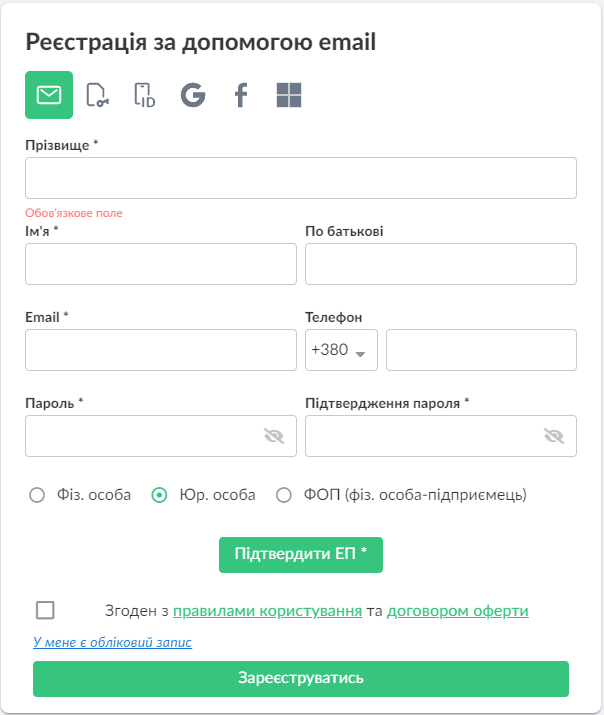 Реєстрація за допомогою email
ID G f
Прізвище *
Обов'язкове поле
Ім'я * По батькові
Email * Телефон
+380
Пароль * Підтвердження пароля *
Фіз. особа Юр. особа ФОП (фіз. особа-підприємець)
Підтвердити ЕП *
Згоден з правилами користування та договором оферти
У мене є обліковий запис
Зареєструватись